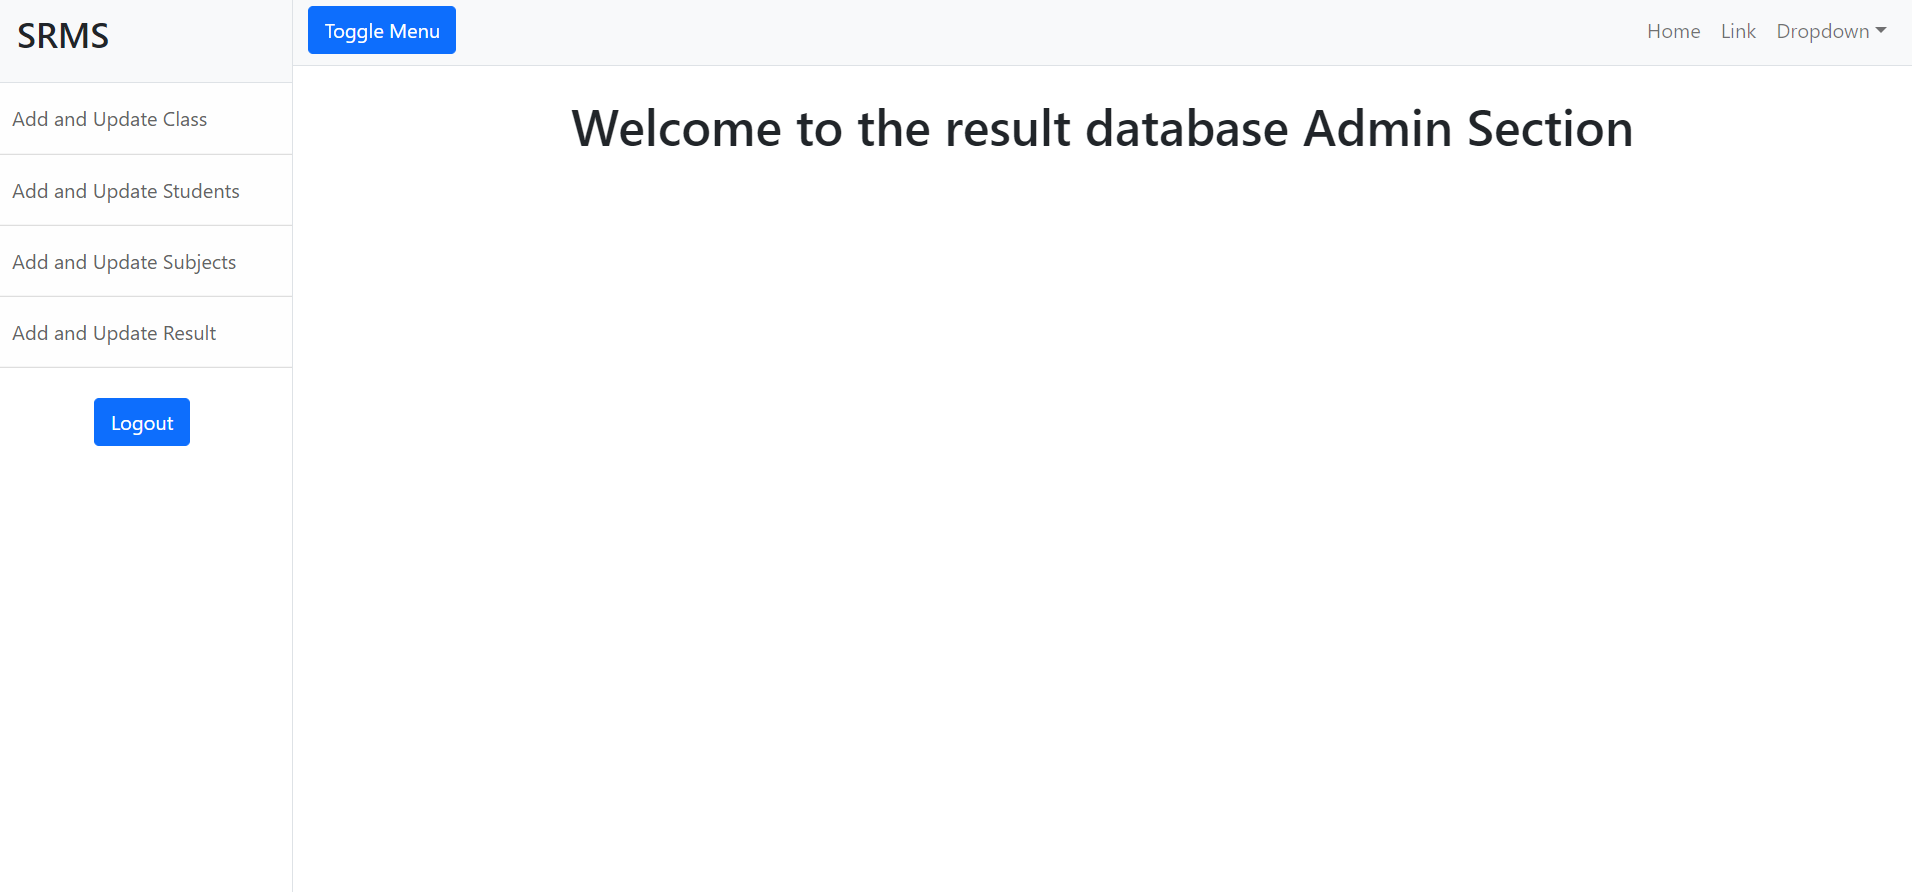 SRMS
Toggle Menu
Home
Link
Dropdown
Add and Update Class
Add and Update Students
Add and Update Subjects
Add and Update Result
Logout
Welcome to the result database Admin Section